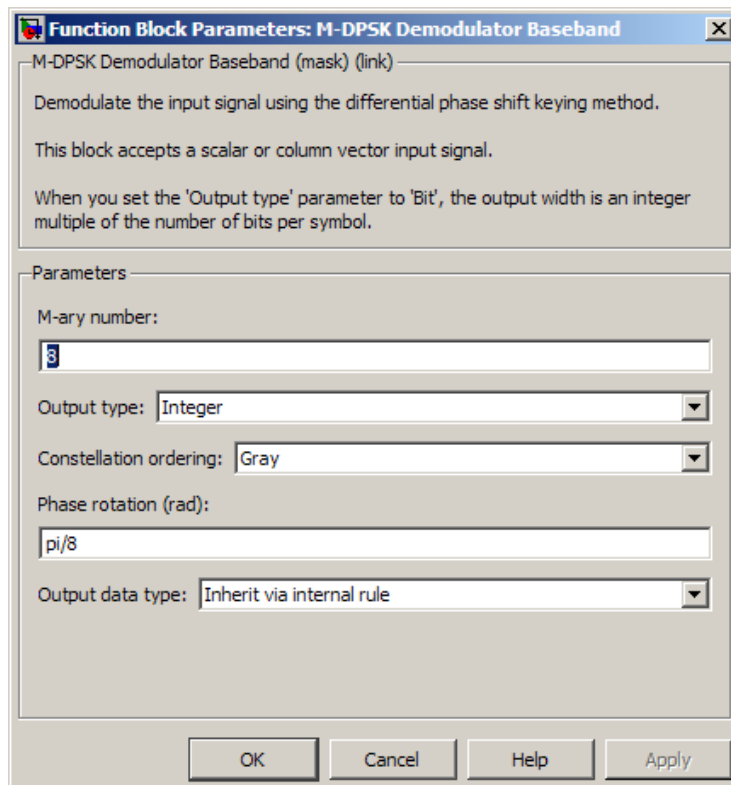 Function Block Parameters: M-DPSK Demodulator Baseband
M-DPSK Demodulator Baseband (mask) (link)
Demodulate the input signal using the differential phase shift keying method.
This block accepts a scalar or column vector input signal.
When you set the 'Output type' parameter to 'Bit', the output width is an integer
multiple of the number of bits per symbol.
Parameters
M-ary number:
8
Output type: Integer
Constellation ordering: Gray
Phase rotation (rad):
pi/8
Output data type: Inherit via internal rule
OK Cancel Help Apply